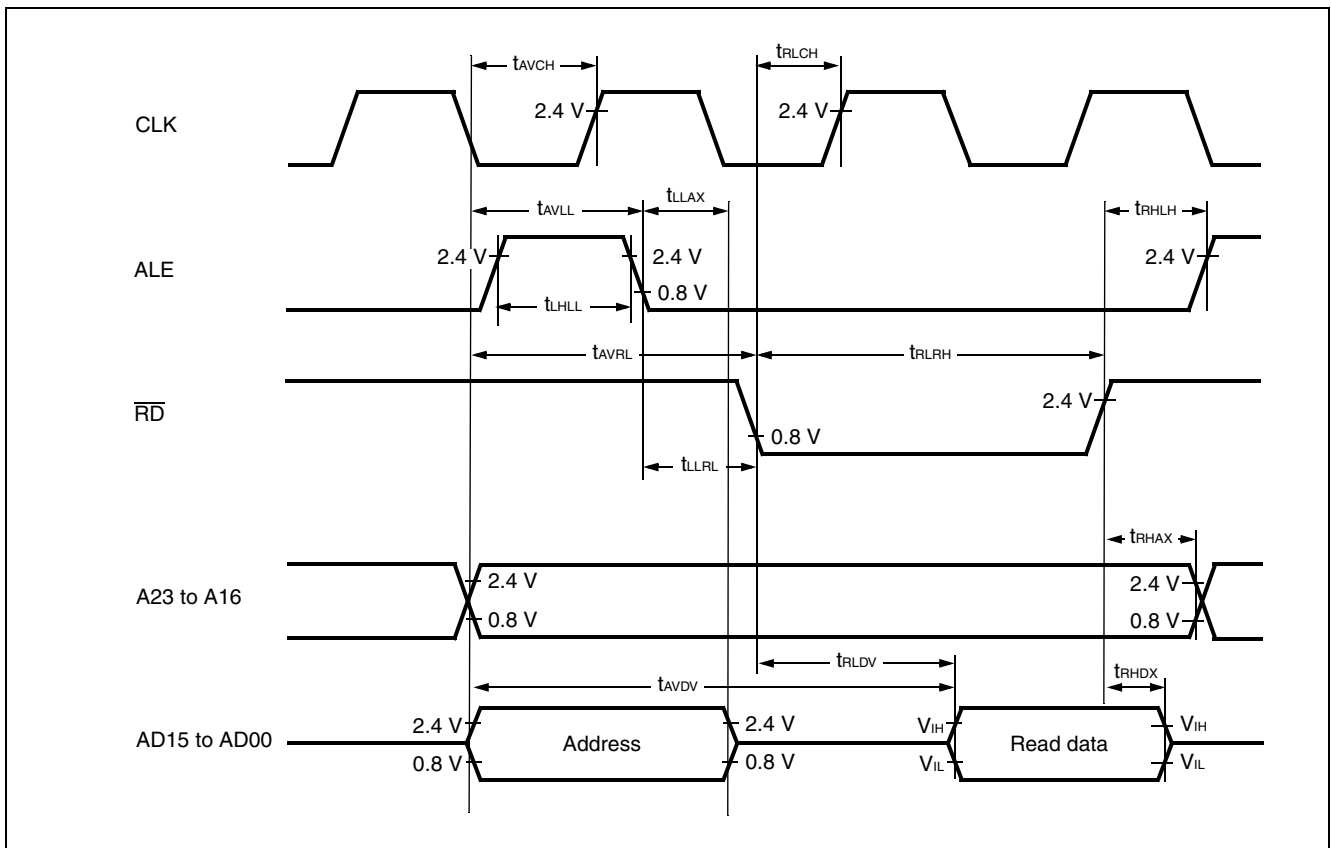 tAVCH
tRLCH
CLK
2.4 V
2.4 V
tAVLL
tLLAX
tRHLH
ALE
2.4 V
2.4 V
2.4 V
0.8 V
tLHLL
tAVRL
tRLRH
RD
2.4 V
0.8 V
tLLRL
tRHAX
A23 to A16
2.4 V
2.4 V
0.8 V
0.8 V
tRLDV
tAVDV
tRHDX
AD15 to AD00
2.4 V
Address
2.4 V
VIH
Read data
VIH
0.8 V
0.8 V
VIL
VIL